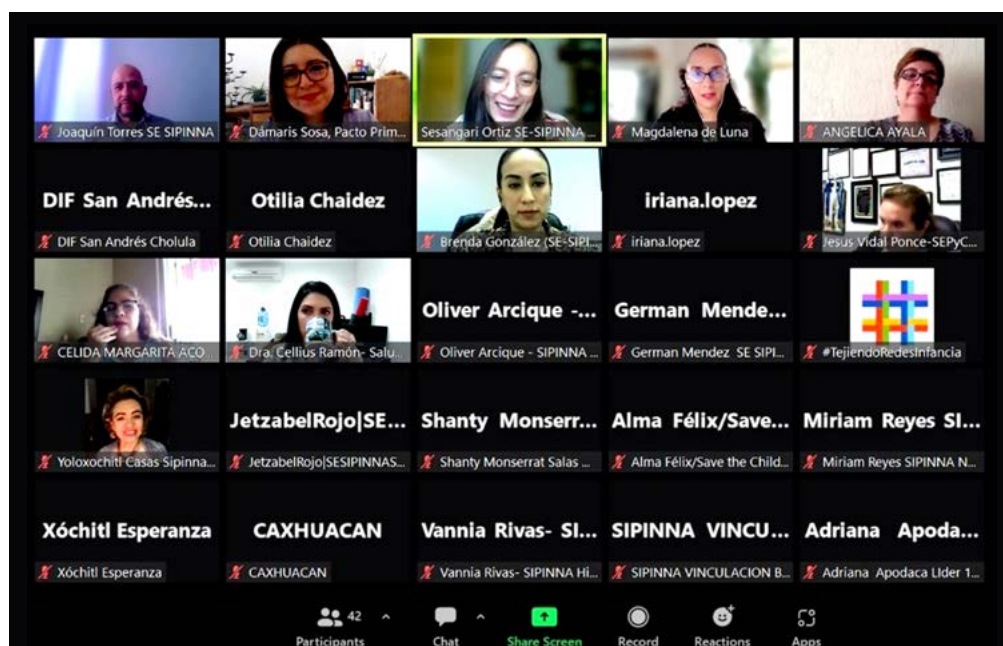 Joaquín Torres SE SIPINNA
Dámaris Sosa, Pacto Prim...
Sesangari Ortiz SE-SIPINNA ...
Magdalena de Luna
ANGELICA AYALA
DIF San Andrés...
Otilia Chaidez
iriana.lopez
DIF San Andrés Cholula
Otilia Chaidez
Brenda González (SE-SIPI...
iriana.lopez
Jesus Vidal Ponce-SEPyC...
Oliver Arcique -...
German Mende...
CELIDA MARGARITA ACO...
Dra. Cellius Ramón- Salu...
Oliver Arcique - SIPINNA ...
German Mendez SE SIPI...
#TejiendoRedesInfancia
JetzabelRojo|SE...
Shanty Monserr...
Alma Félix/Save...
Miriam Reyes SI...
Yoloxochitl Casas Sipinna...
JetzabelRojo|SESIPINNAS...
Shanty Monserrat Salas ...
Alma Félix/Save the Child...
Miriam Reyes SIPINNA N...
Xóchitl Esperanza
CAXHUACAN
Vannia Rivas- SI...
SIPINNA VINCU...
Adriana Apoda...
Xóchitl Esperanza
CAXHUACAN
Vannia Rivas- SIPINNA Hi...
SIPINNA VINCULACION B...
Adriana Apodaca LIder 1...
42
Participants
Chat
Share Screen
Record
Reactions
Apps